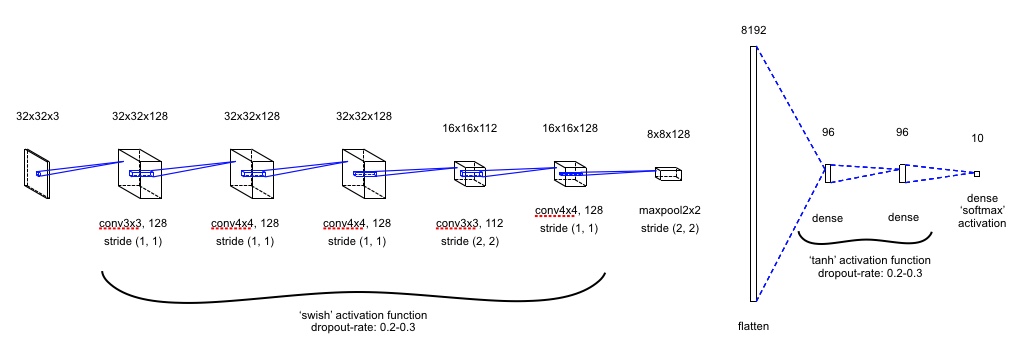 32x32x3
32x32x128
32x32x128
32x32x128
16x16x112
16x16x128
8x8x128
conv3x3, 128
stride (1, 1)
conv4x4, 128
stride (1, 1)
conv4x4, 128
stride (1, 1)
conv3x3, 112
stride (2, 2)
conv4x4, 128
stride (1, 1)
maxpool2x2
stride (2, 2)
‘swish’ activation function
dropout-rate: 0.2-0.3
8192
flatten
96
dense
96
dense
‘tanh’ activation function
dropout-rate: 0.2-0.3
10
dense
‘softmax’
activation